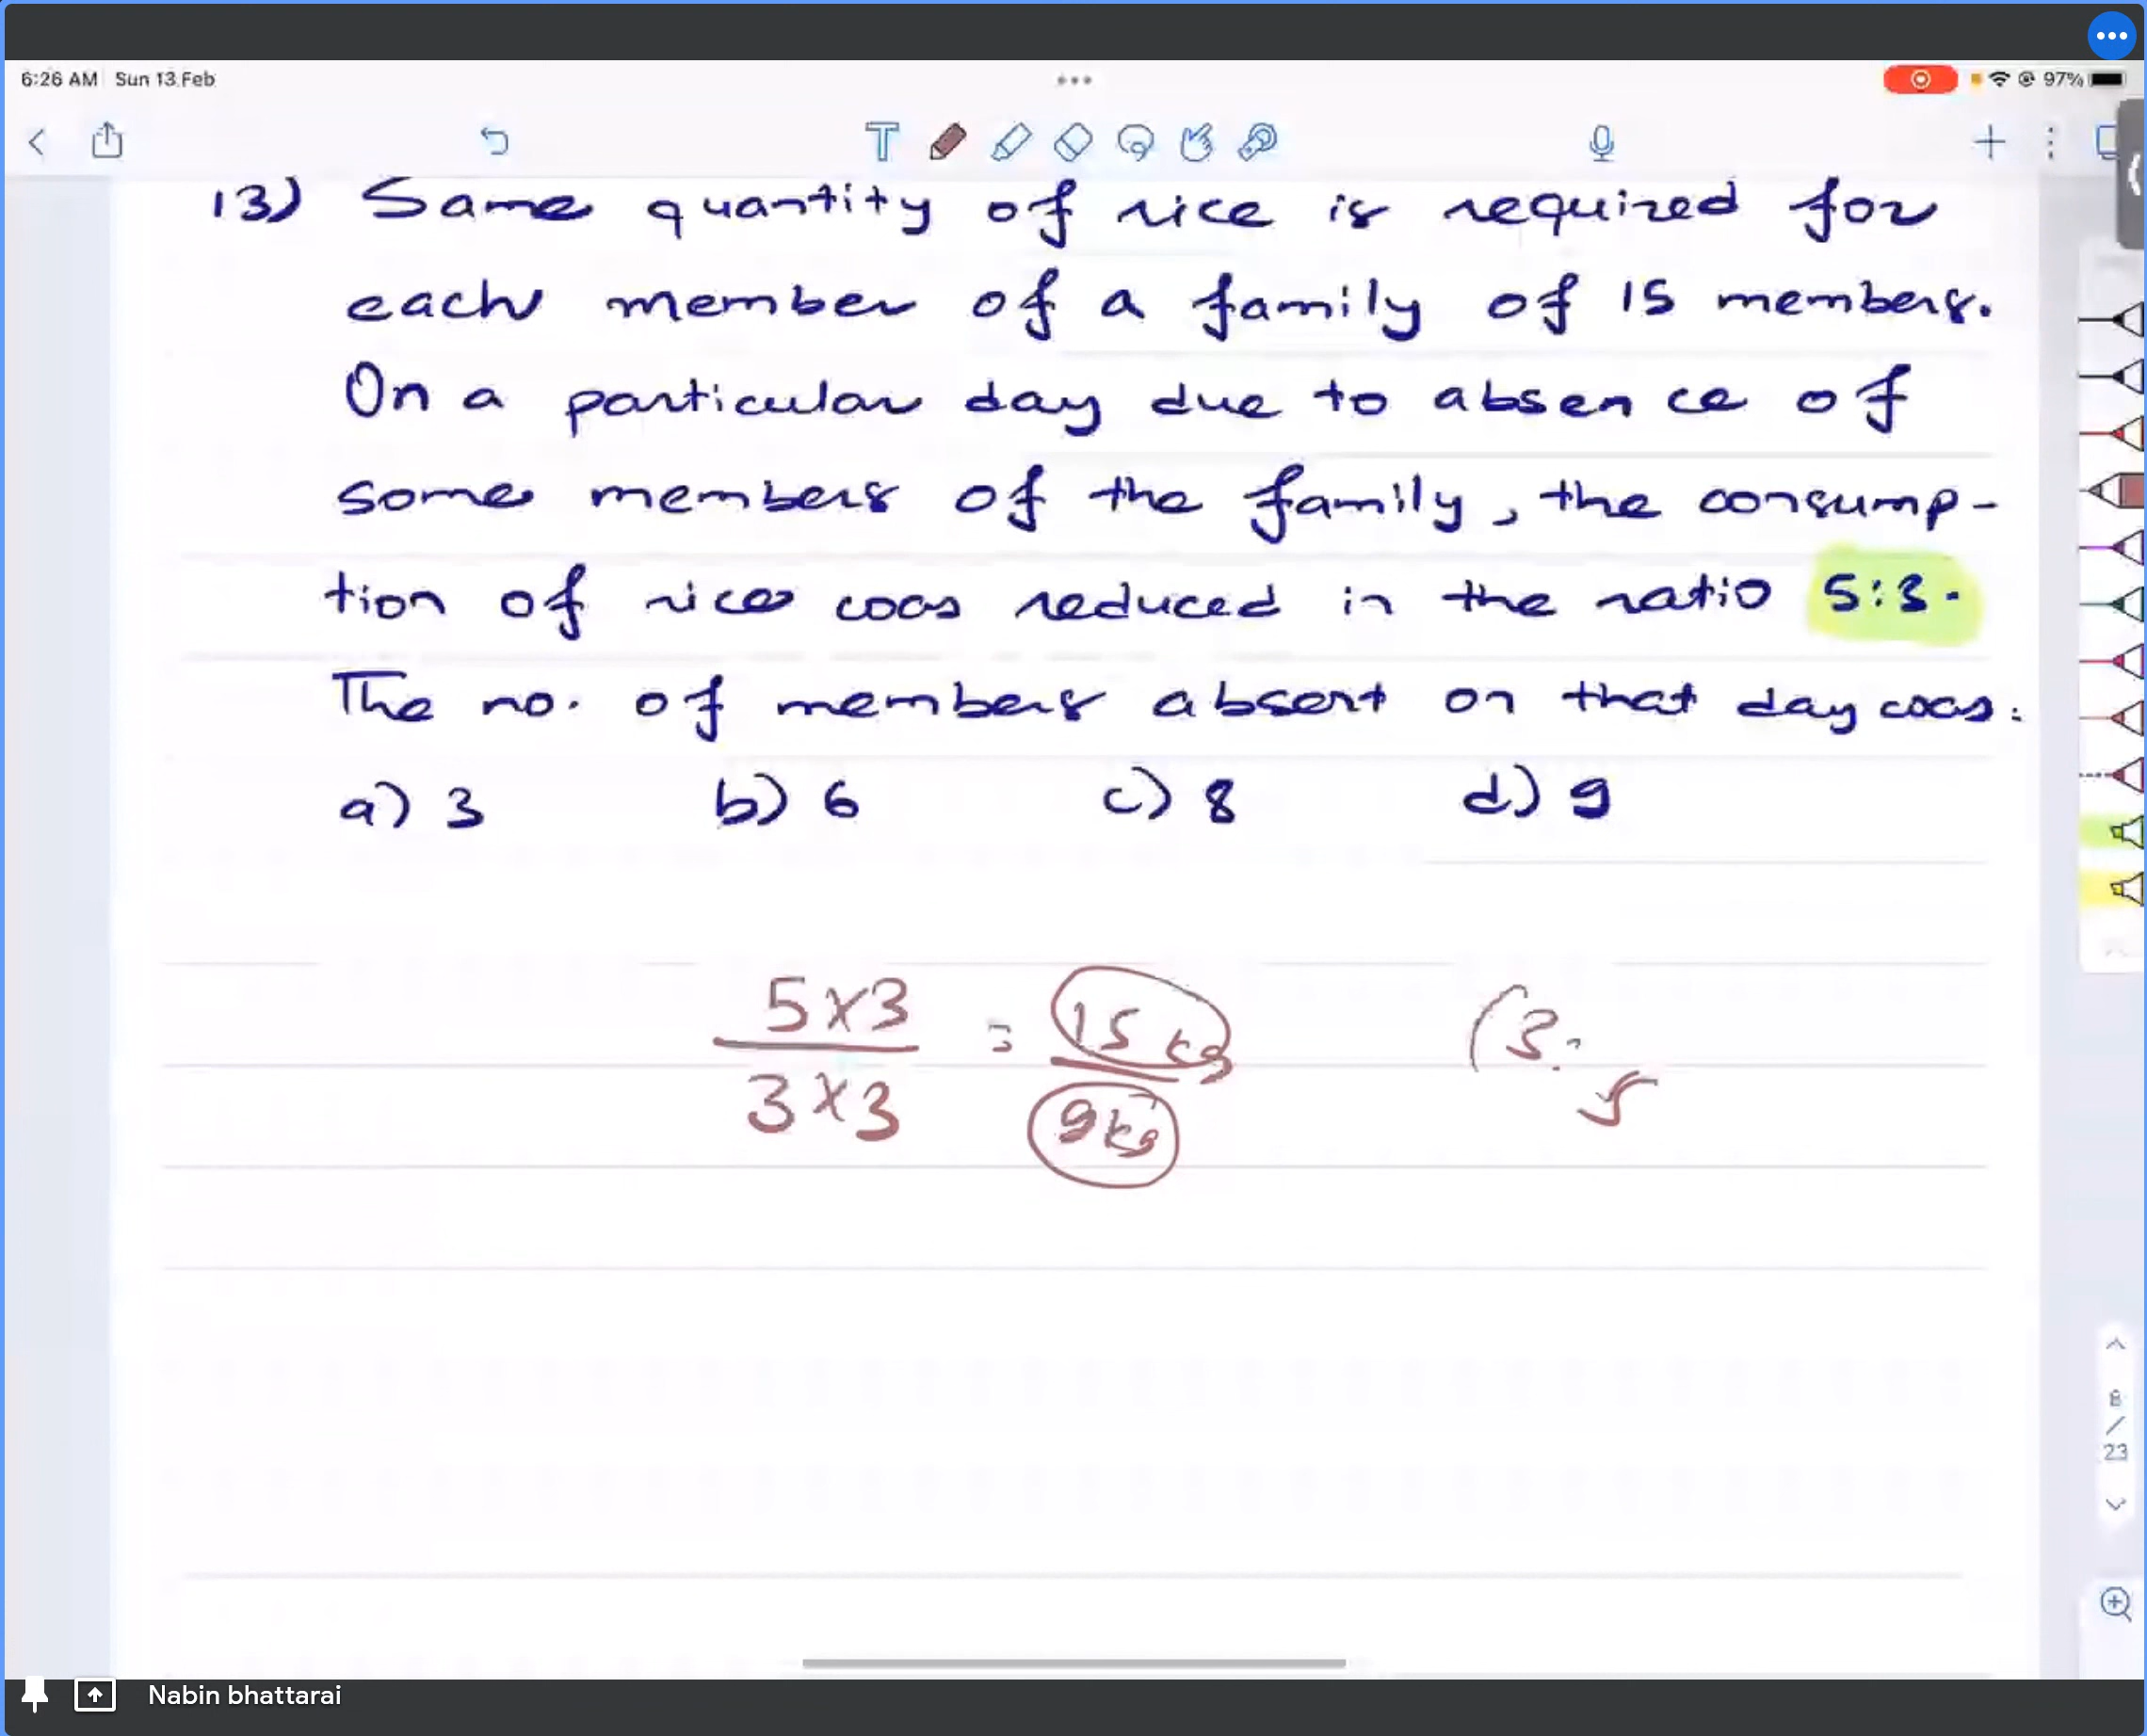 6:26 AM Sun 13 Feb
97%
13) Same quantity of rice is required for
each member of a family of 15 members.
On a particular day due to absence of
some members of the family, the consump-
tion of rice was reduced in the ratio 5:3.
The no. of members absent on that day was:
a) 3 b) 6 c) 8 d) 9
5×3 = 15 kg
3×3 9kg
(3.
5
8
/
23
Nabin bhattarai